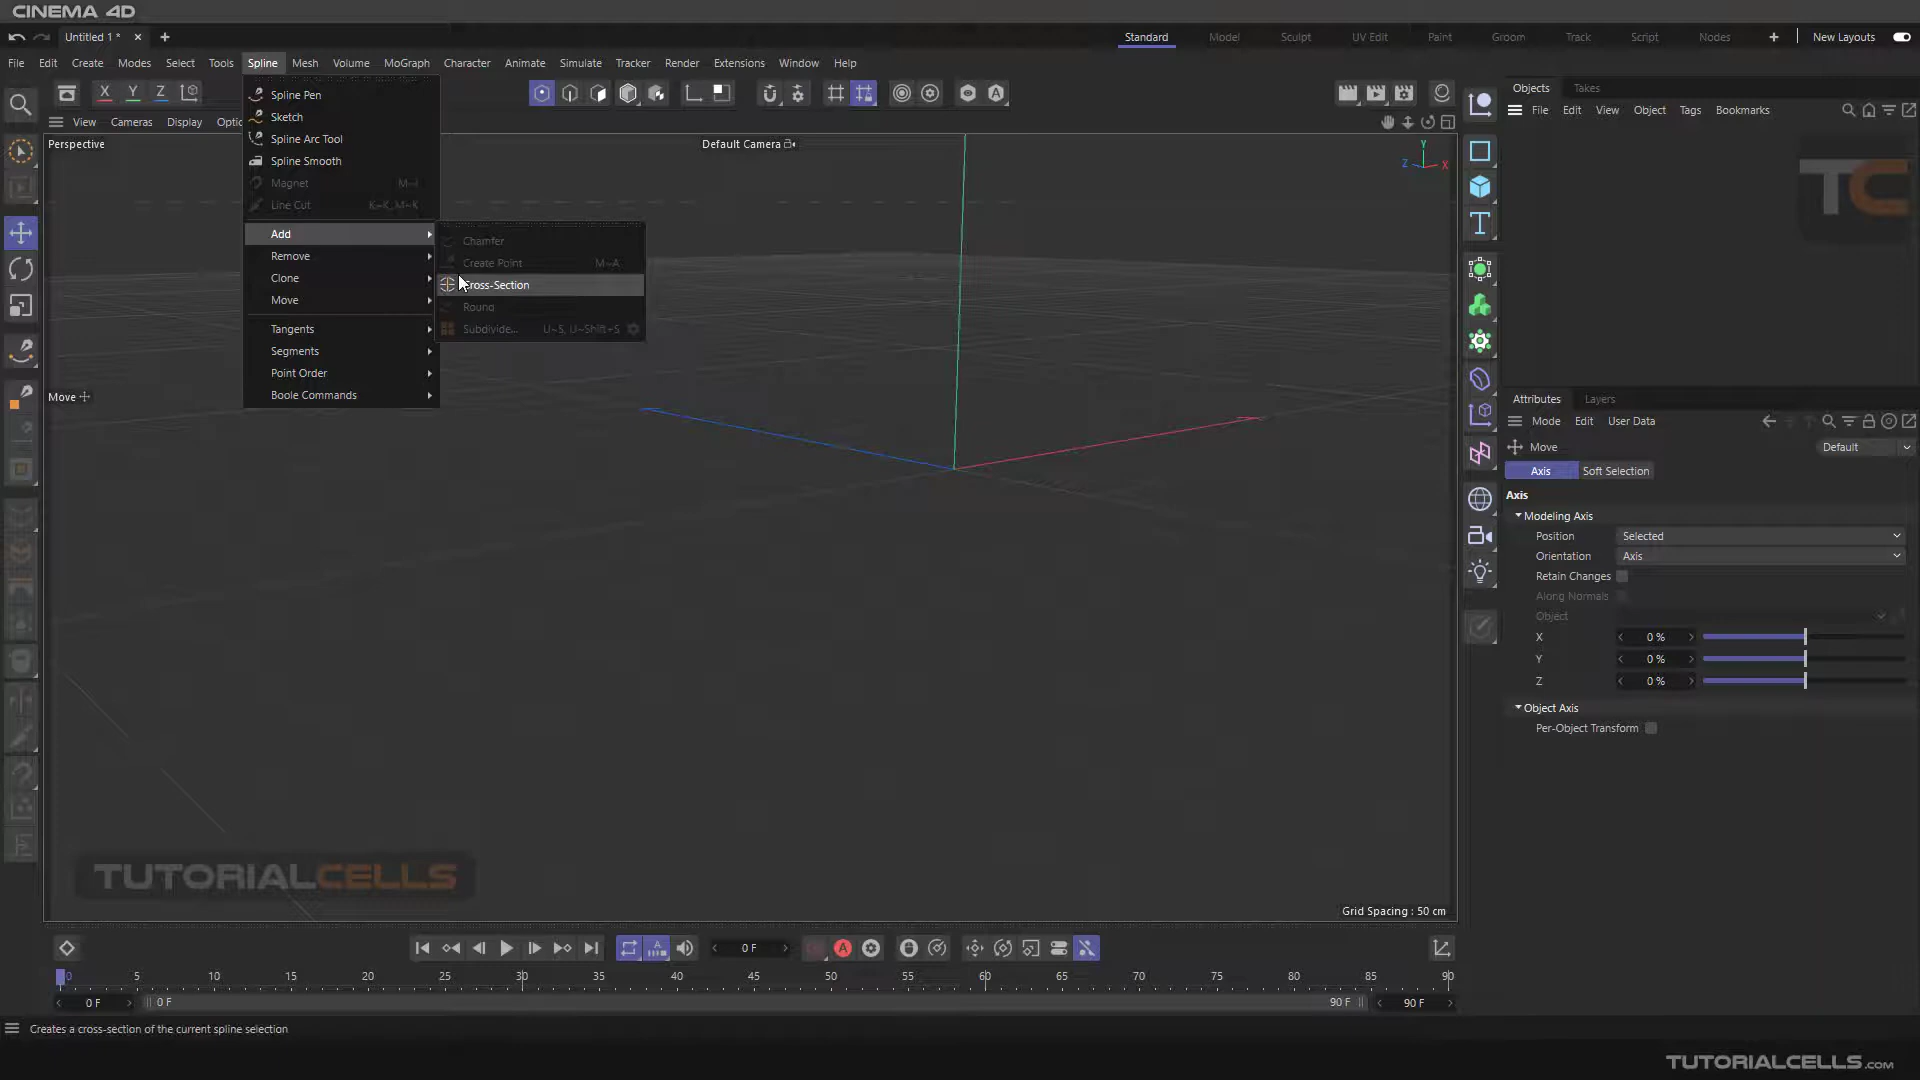 CINEMA 4D
Untitled 1 *
Standard Model Sculpt UV Edit Paint Groom Track Script Nodes New Layouts
File Edit Create Modes Select Tools Spline Mesh Volume MoGraph Character Animate Simulate Tracker Render Extensions Window Help
X Y Z
View Cameras Display
Spline Pen
Sketch
Spline Arc Tool
Spline Smooth
Magnet
Line Cut K~K, M~K
Add
Remove
Clone
Move
Tangents
Segments
Point Order
Boole Commands
Chamfer
Create Point M~A
Cross-Section
Round
Subdivide... U~S, U~Shift+S
Perspective
Default Camera
Y
Z X
Move
Grid Spacing : 50 cm
TUTORIALCELLS
Objects Takes
File Edit View Object Tags Bookmarks
TC
Attributes Layers
Mode Edit User Data
Move Default
Axis Soft Selection
Axis
Modeling Axis
Position Selected
Orientation Axis
Retain Changes
Along Normals
Object
X 0 %
Y 0 %
Z 0 %
Object Axis
Per-Object Transform
0 F
0 5 10 15 20 25 30 35 40 45 50 55 60 65 70 75 80 85 90
0 F 0 F 90 F 90 F
Creates a cross-section of the current spline selection
TUTORIALCELLS.COM